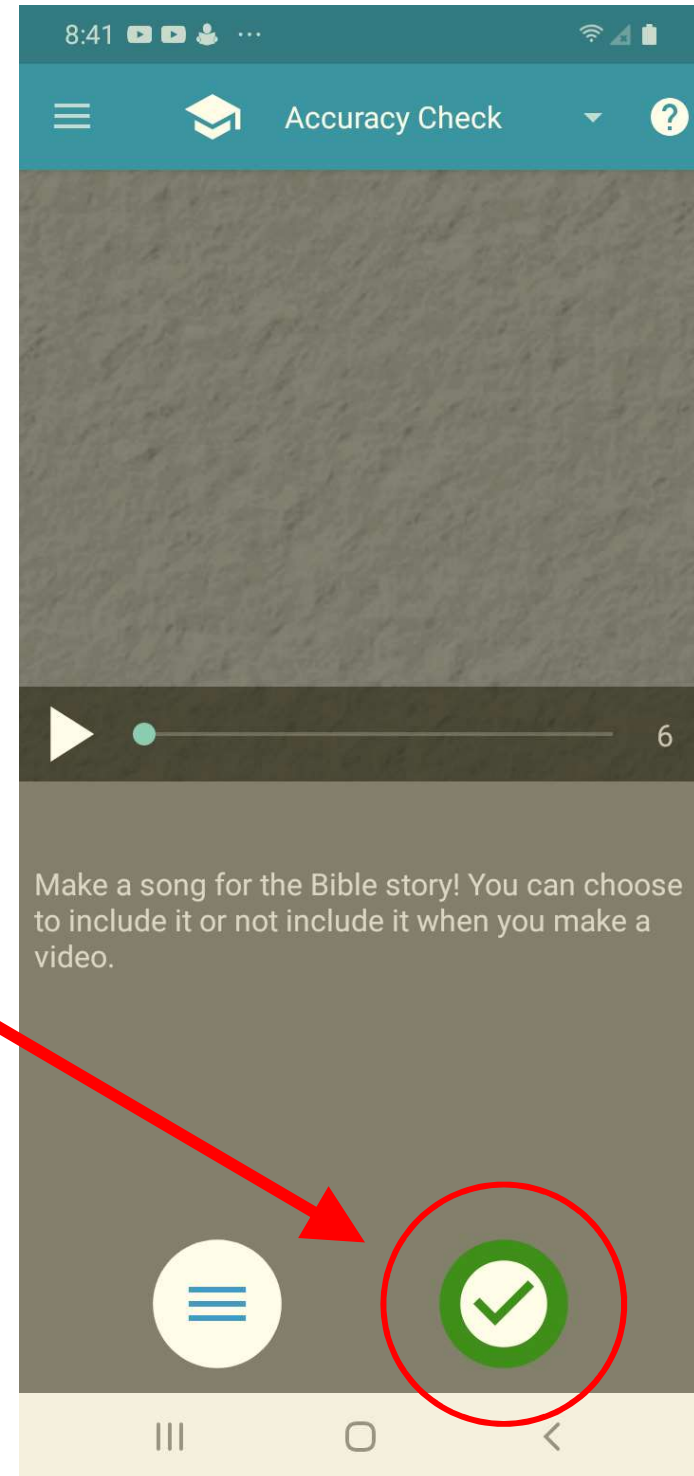 8:41
Accuracy Check
?
6
Make a song for the Bible story! You can choose
to include it or not include it when you make a
video.